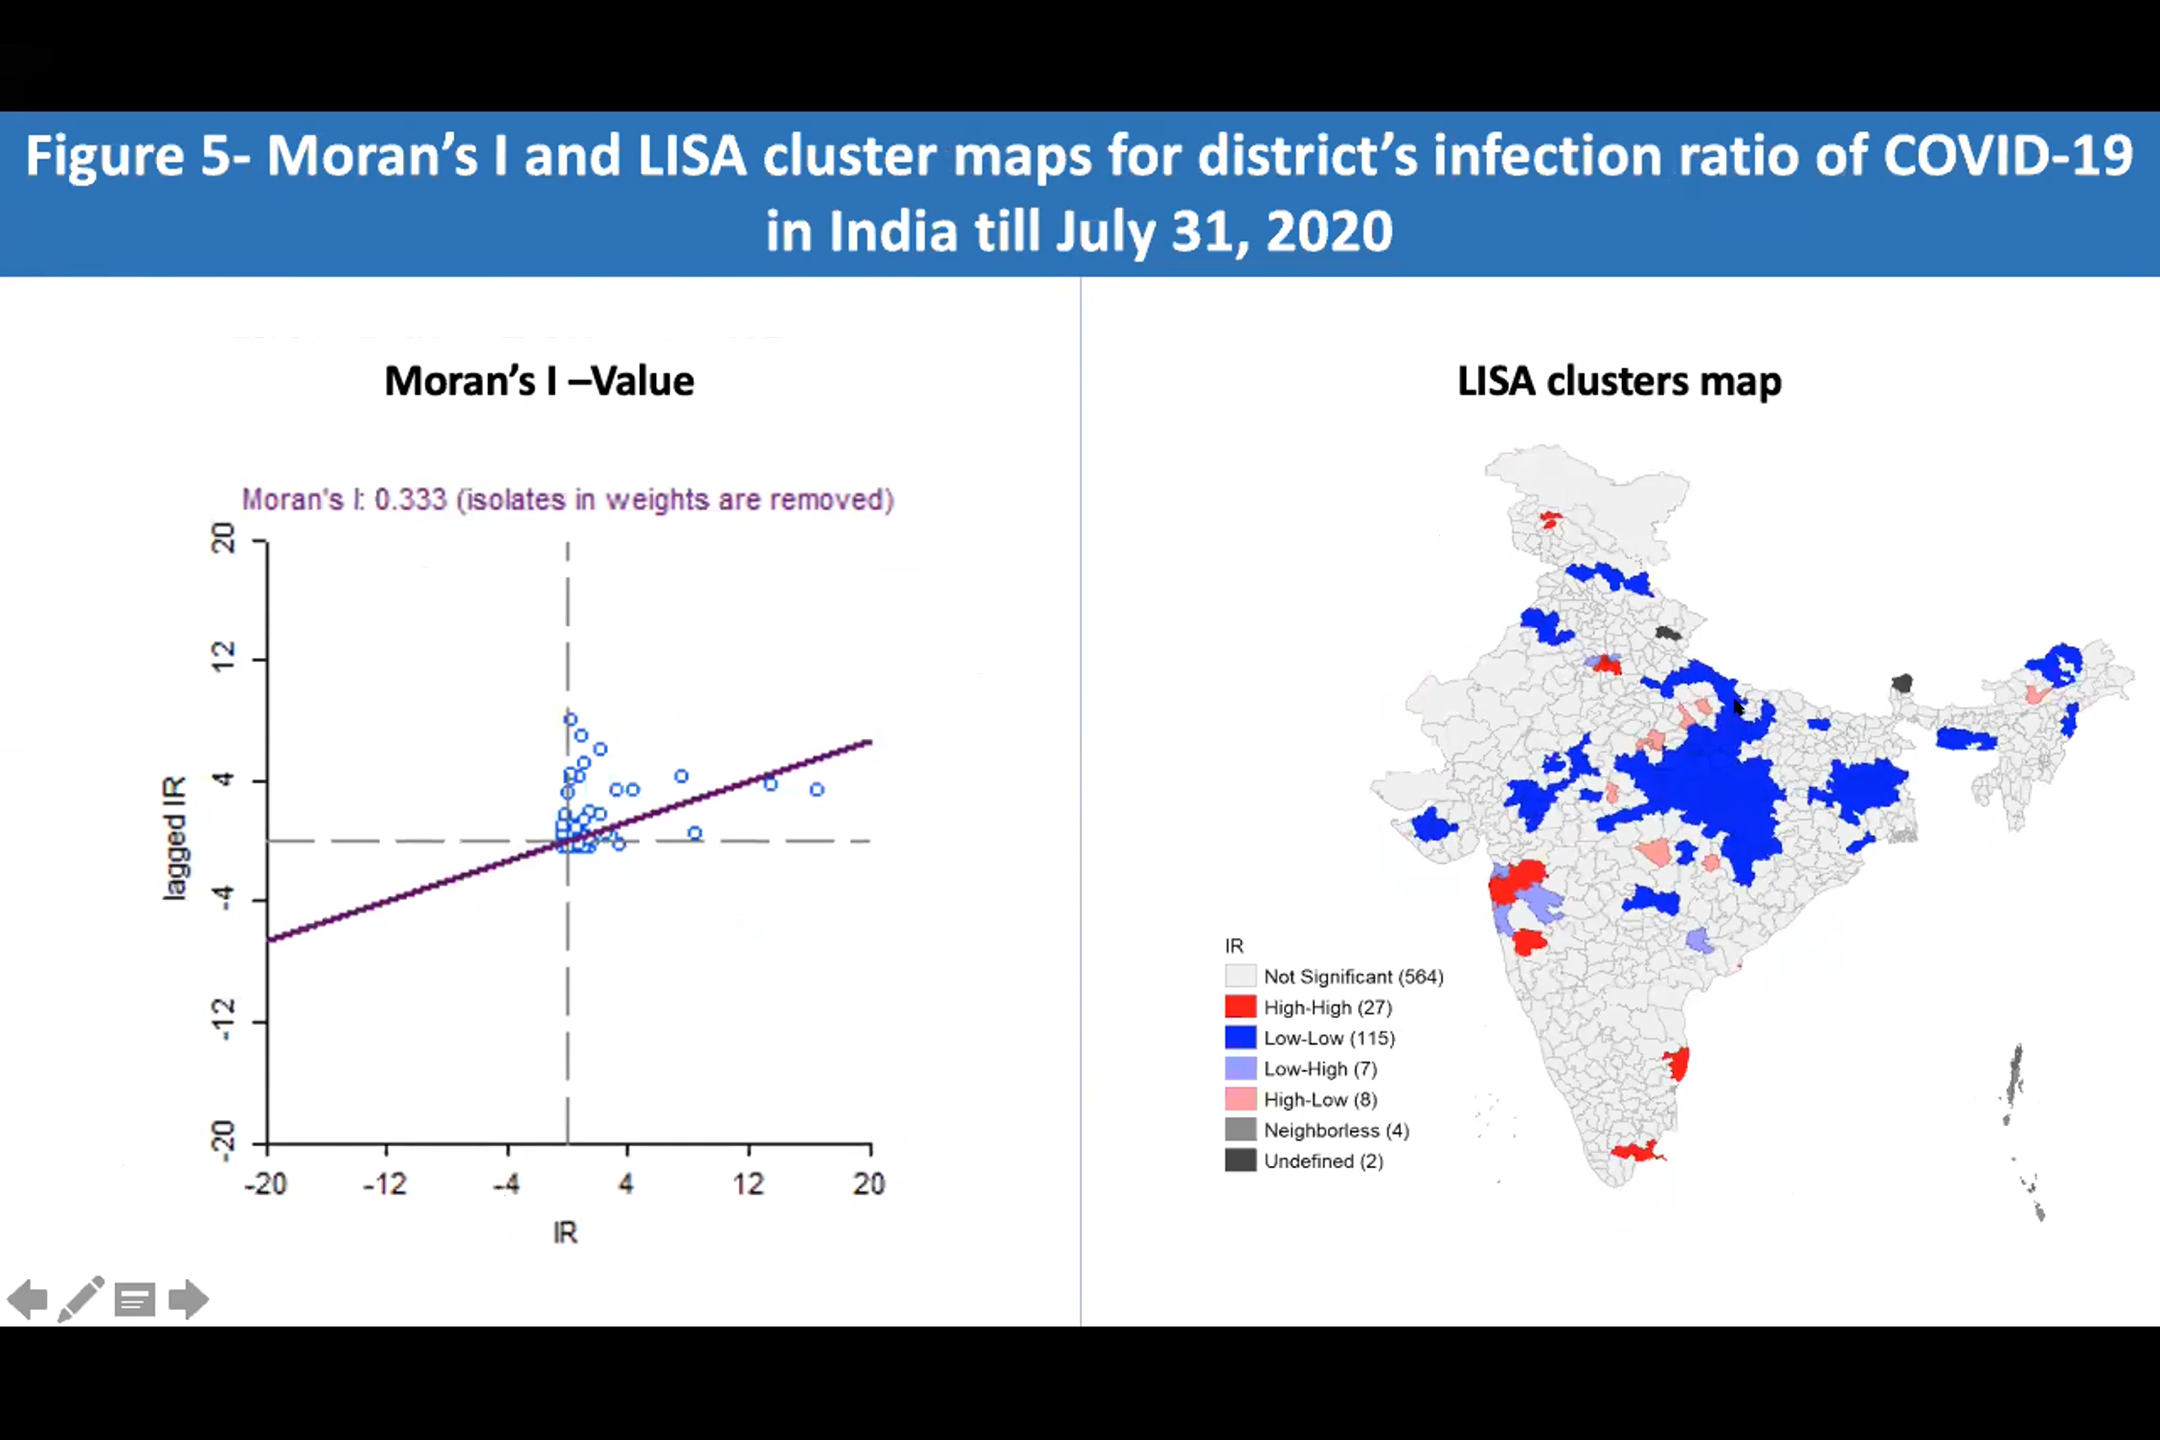 Figure 5- Moran’s I and LISA cluster maps for district’s infection ratio of COVID-19
in India till July 31, 2020
Moran’s I –Value
Moran's I: 0.333 (isolates in weights are removed)
20
12
4
-4
-12
-20
lagged IR
-20 -12 -4 4 12 20
IR
LISA clusters map
IR
Not Significant (564)
High-High (27)
Low-Low (115)
Low-High (7)
High-Low (8)
Neighborless (4)
Undefined (2)